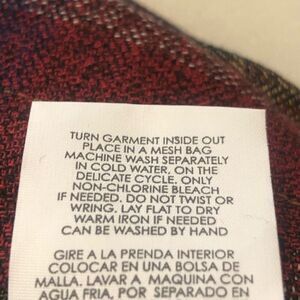 TURN GARMENT INSIDE OUT
PLACE IN A MESH BAG
MACHINE WASH SEPARATELY
IN COLD WATER, ON THE
DELICATE CYCLE. ONLY
NON-CHLORINE BLEACH
IF NEEDED. DO NOT TWIST OR
WRING. LAY FLAT TO DRY
WARM IRON IF NEEDED
CAN BE WASHED BY HAND
GIRE A LA PRENDA INTERIOR
COLOCAR EN UNA BOLSA DE
MALLA. LAVAR A MAQUINA CON
AGUA FRIA, POR SEPARADO EN